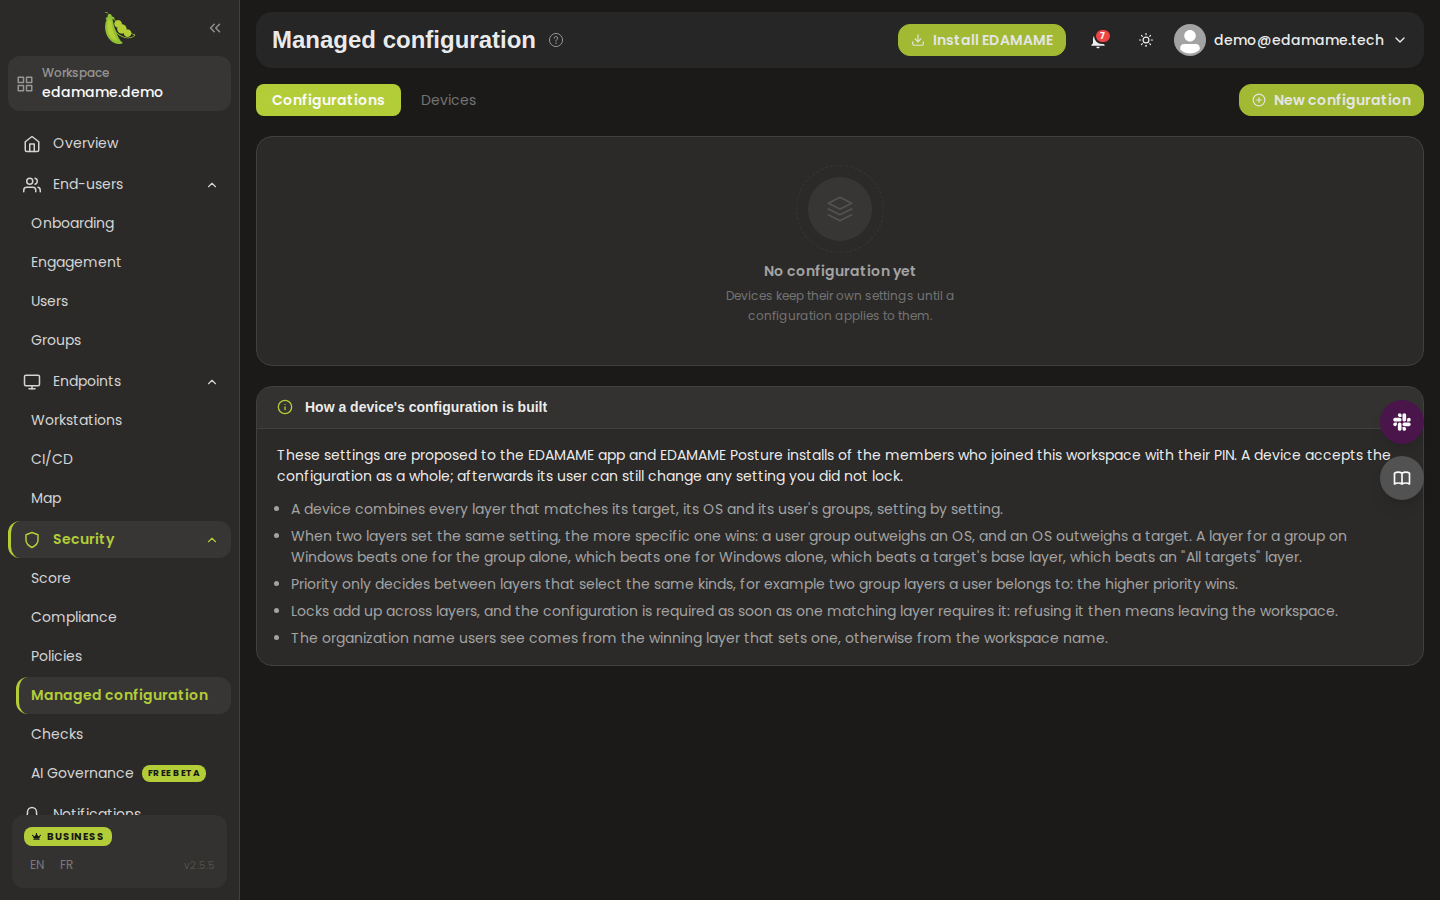 Workspace
edamame.demo
Overview
End-users
Onboarding
Engagement
Users
Groups
Endpoints
Workstations
CI/CD
Map
Security
Score
Compliance
Policies
Managed configuration
Checks
AI Governance FREE BETA
Notifications
BUSINESS
EN FR v2.5.5
Managed configuration
Install EDAMAME
7
demo@edamame.tech
Configurations Devices
New configuration
No configuration yet
Devices keep their own settings until a
configuration applies to them.
How a device's configuration is built
These settings are proposed to the EDAMAME app and EDAMAME Posture installs of the members who joined this workspace with their PIN. A device accepts the
configuration as a whole; afterwards its user can still change any setting you did not lock.
A device combines every layer that matches its target, its OS and its user's groups, setting by setting.
When two layers set the same setting, the more specific one wins: a user group outweighs an OS, and an OS outweighs a target. A layer for a group on
Windows beats one for the group alone, which beats one for Windows alone, which beats a target's base layer, which beats an "All targets" layer.
Priority only decides between layers that select the same kinds, for example two group layers a user belongs to: the higher priority wins.
Locks add up across layers, and the configuration is required as soon as one matching layer requires it: refusing it then means leaving the workspace.
The organization name users see comes from the winning layer that sets one, otherwise from the workspace name.